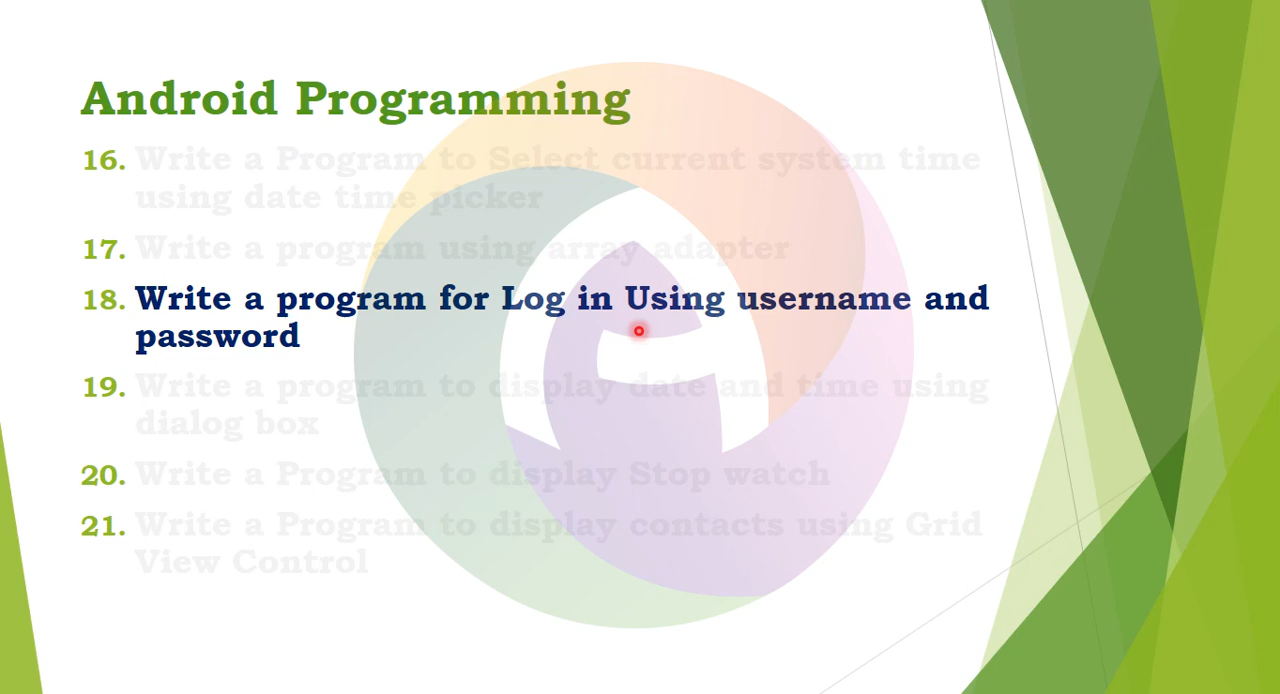 Android Programming
16. Write a Program to Select current system time
using date time picker
17. Write a program using array adapter
18. Write a program for Log in Using username and
password
19. Write a program to display date and time using
dialog box
20. Write a Program to display Stop watch
21. Write a Program to display contacts using Grid
View Control